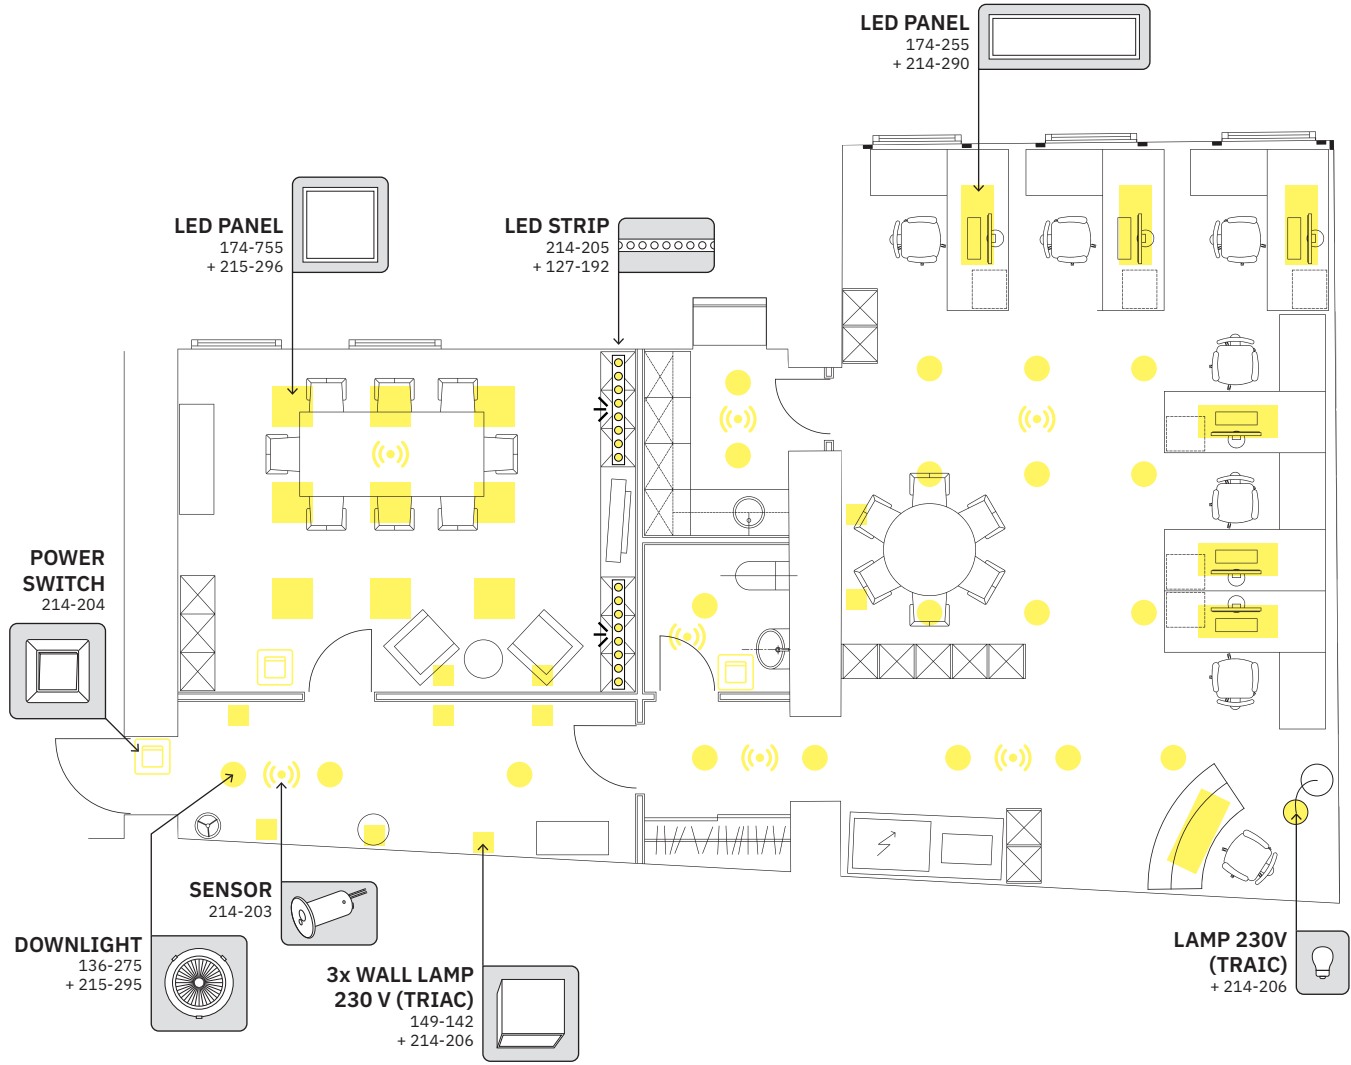 LED PANEL
174-255
+ 214-290
LED PANEL
174-755
+ 215-296
LED STRIP
214-205
+ 127-192
POWER
SWITCH
214-204
SENSOR
214-203
DOWNLIGHT
136-275
+ 215-295
3x WALL LAMP
230 V (TRIAC)
149-142
+ 214-206
LAMP 230V
(TRAIC)
+ 214-206